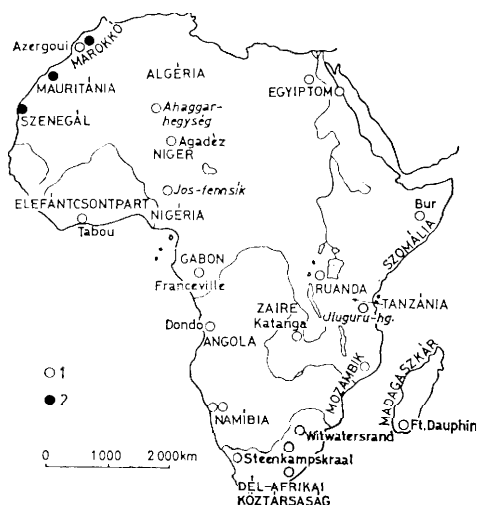 Azergoui
MAROKKÓ
MAURITÁNIA
ALGÉRIA
EGYIPTOM
SZENEGÁL
Ahaggar-
hegység
Agadèz
NIGER
Jos-fennsík
ELEFÁNTCSONTPART
NIGÉRIA
Tabou
Bur
SZOMÁLIA
GABON
Franceville
RUANDA
TANZÁNIA
Uluguru-hg.
ZAIRE
Katanga
Dondo
ANGOLA
MOZAMBIK
MADAGASZKÁR
1
2
NAMÍBIA
Witwatersrand
Ft. Dauphin
Steenkampskraal
0 1000 2000km
DÉL-AFRIKAI
KÖZTÁRSASÁG